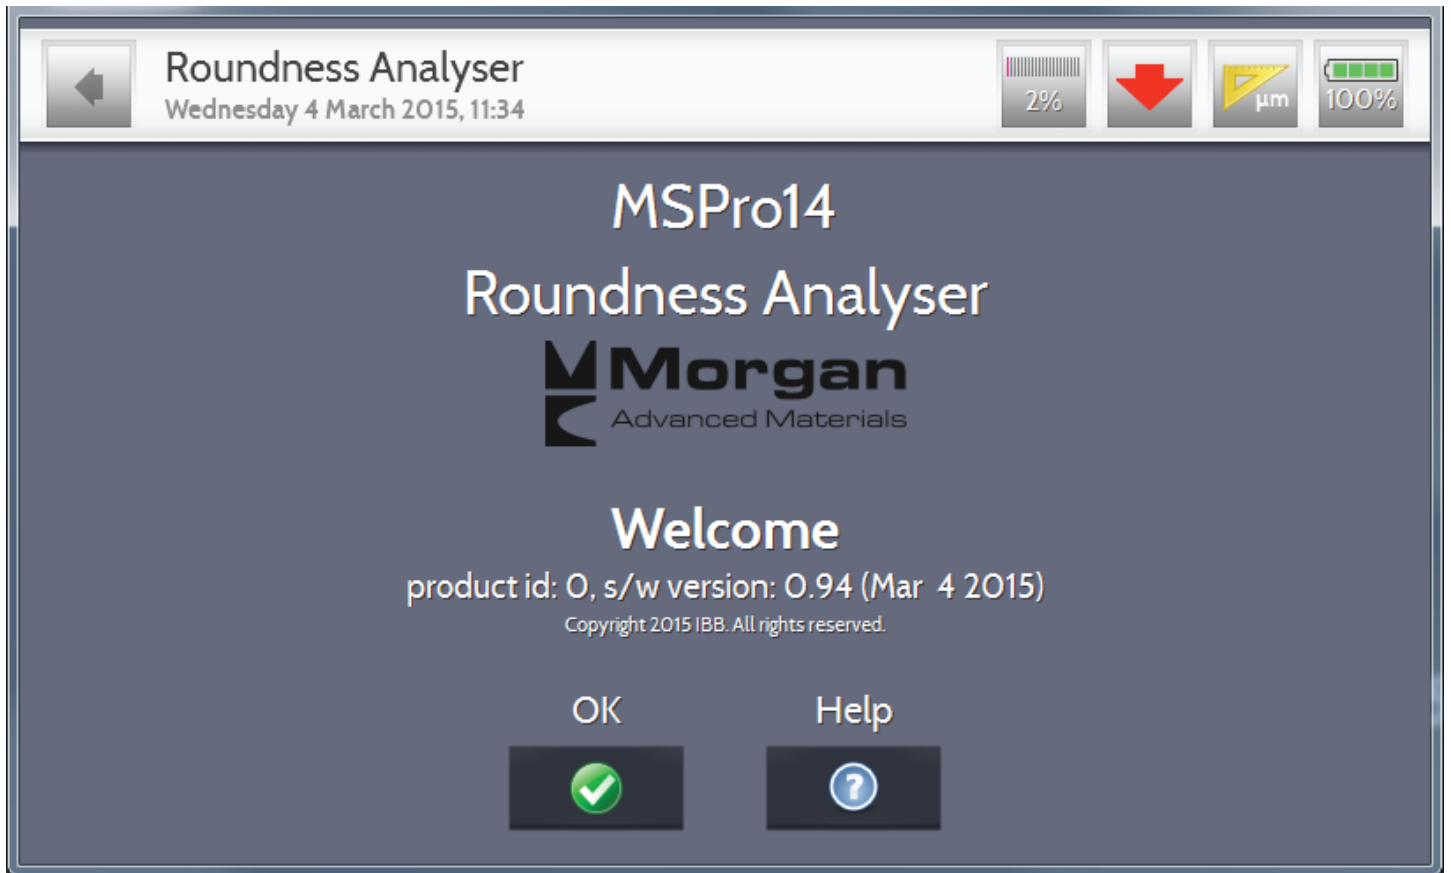 Roundness Analyser
Wednesday 4 March 2015, 11:34
2%
µm
100%
MSPro14
Roundness Analyser
Morgan
Advanced Materials
Welcome
product id: 0, s/w version: 0.94 (Mar  4 2015)
Copyright 2015 IBB. All rights reserved.
OK
Help
?